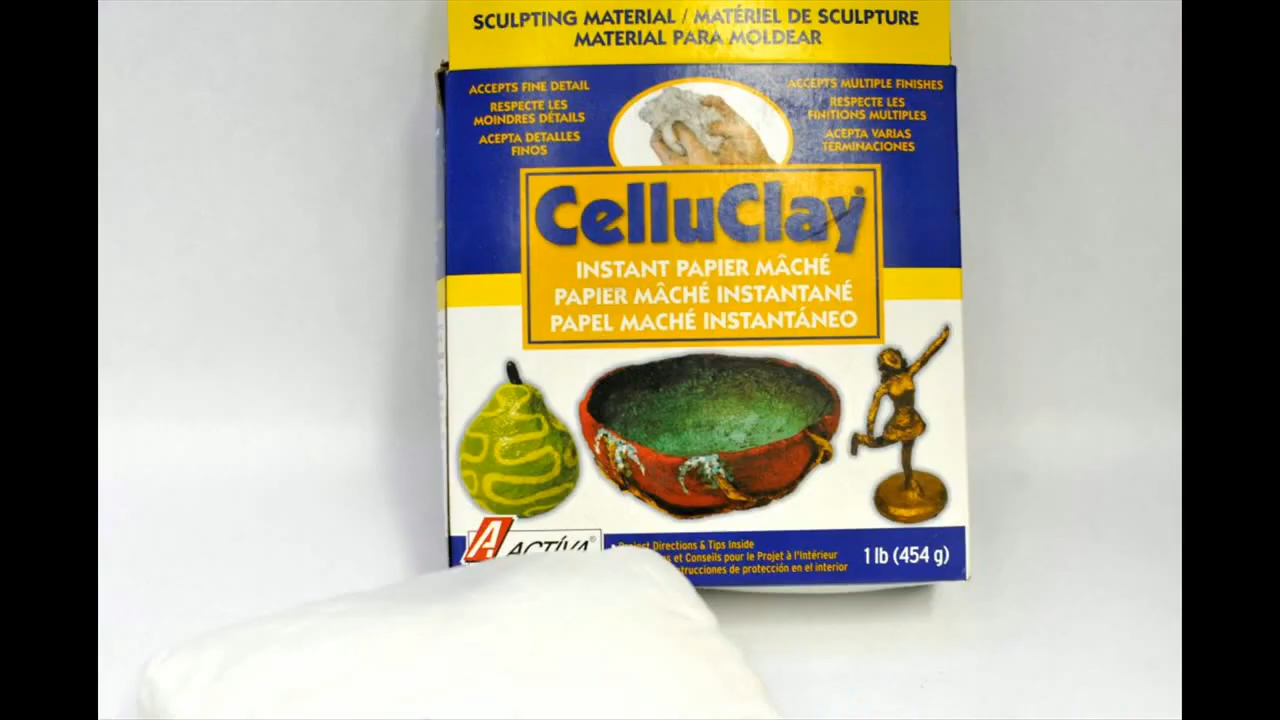 SCULPTING MATERIAL / MATÉRIEL DE SCULPTURE
MATERIAL PARA MOLDEAR
ACCEPTS FINE DETAIL
RESPECTE LES
MOINDRES DÉTAILS
ACEPTA DETALLES
FINOS
ACCEPTS MULTIPLE FINISHES
RESPECTE LES
FINITIONS MULTIPLES
ACEPTA VARIAS
TERMINACIONES
CelluClay
INSTANT PAPIER MÂCHÉ
PAPIER MÂCHÉ INSTANTANÉ
PAPEL MACHÉ INSTANTÁNEO
ACTÍVA®
Project Directions & Tips Inside
et Conseils pour le Projet à l'Intérieur
de protección en el interior
1 lb (454 g)